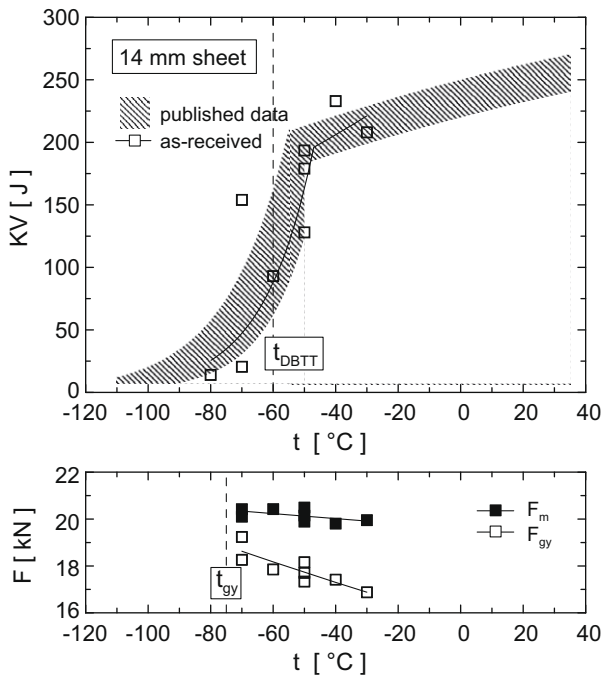 300
250
200
150
100
50
0
KV [ J ]
14 mm sheet
published data
as-received
t_DBTT
-120 -100 -80 -60 -40 -20 0 20 40
t [ °C ]
22
20
18
16
F [ kN ]
F_m
F_gy
t_gy
-120 -100 -80 -60 -40 -20 0 20 40
t [ °C ]